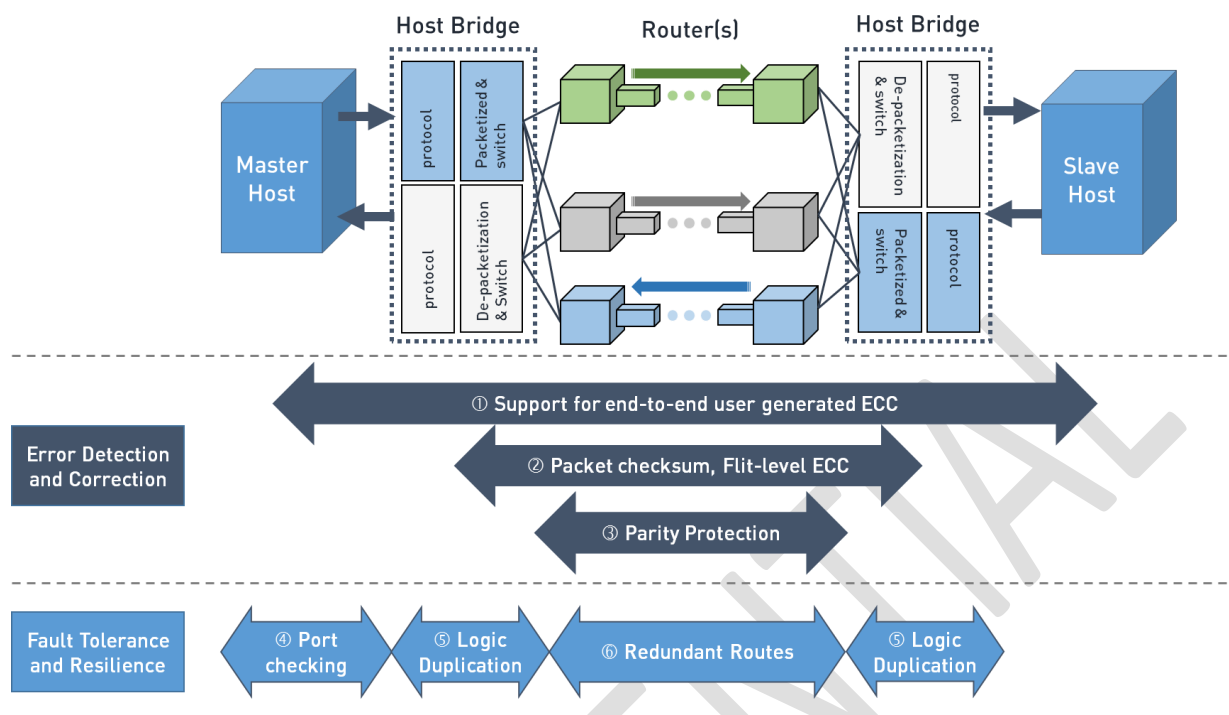 Host Bridge
Router(s)
Host Bridge
Master
Host
protocol
Packetized &
switch
protocol
De-packetization
& Switch
De-packetization
& switch
protocol
Packetized &
switch
protocol
Slave
Host
① Support for end-to-end user generated ECC
Error Detection
and Correction
② Packet checksum, Flit-level ECC
③ Parity Protection
Fault Tolerance
and Resilience
④ Port
checking
⑤ Logic
Duplication
⑥ Redundant Routes
⑤ Logic
Duplication
ENTIAL